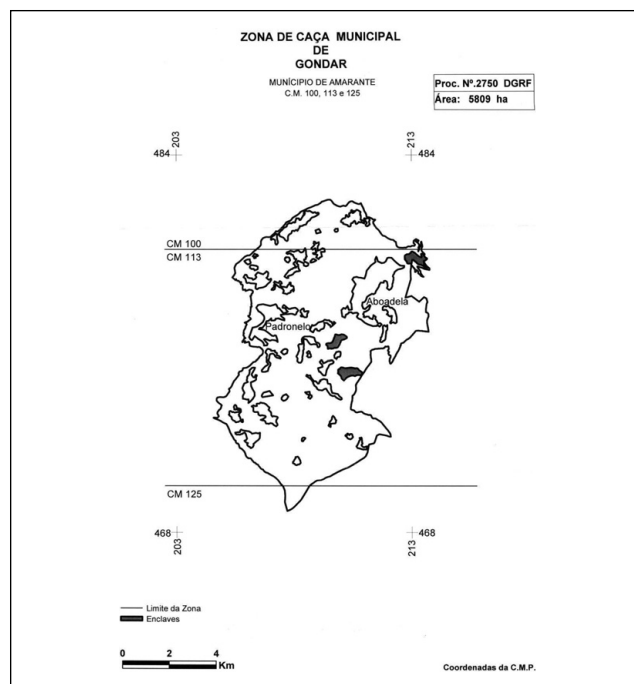 ZONA DE CAÇA MUNICIPAL
DE
GONDAR
MUNÍCIPIO DE AMARANTE
C.M. 100, 113 e 125
Proc. Nº.2750 DGRF
Área: 5809 ha
203
213
484
484
CM 100
CM 113
Aboadela
Padronelo
CM 125
468
468
203
213
Limite da Zona
Enclaves
0 2 4
Km
Coordenadas da C.M.P.